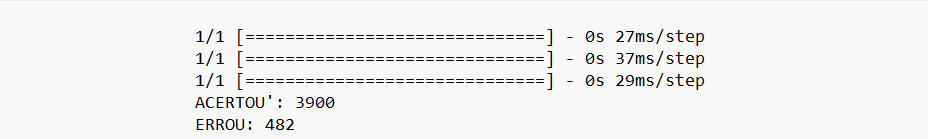 1/1 [==============================] - 0s 27ms/step
1/1 [==============================] - 0s 37ms/step
1/1 [==============================] - 0s 29ms/step
ACERTOU': 3900
ERROU: 482